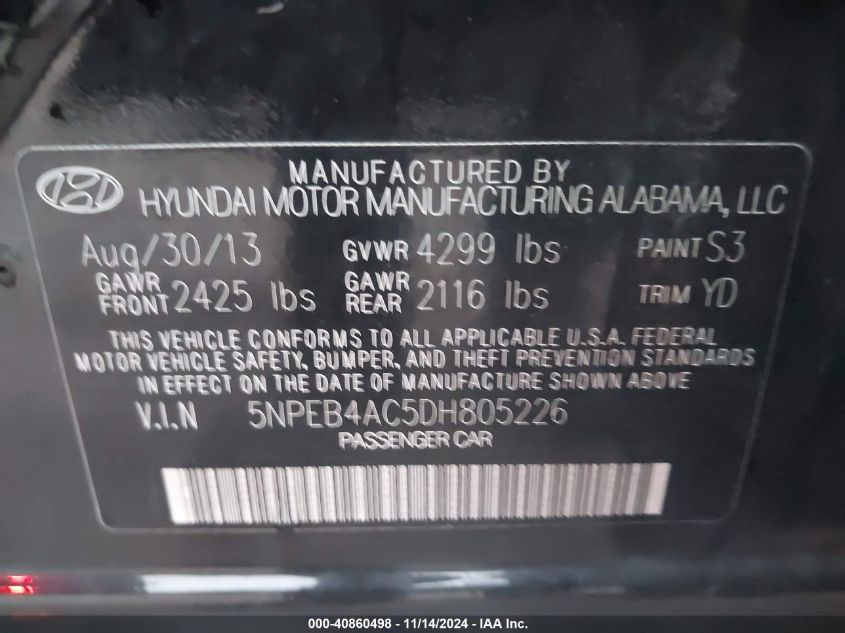 MANUFACTURED BY
HYUNDAI MOTOR MANUFACTURING ALABAMA, LLC
Aug/30/13 GVWR 4299 lbs PAINT S3
GAWR FRONT 2425 lbs GAWR REAR 2116 lbs TRIM YD
THIS VEHICLE CONFORMS TO ALL APPLICABLE U.S.A. FEDERAL
MOTOR VEHICLE SAFETY, BUMPER, AND THEFT PREVENTION STANDARDS
IN EFFECT ON THE DATE OF MANUFACTURE SHOWN ABOVE
V.I.N 5NPEB4AC5DH805226
PASSENGER CAR
000-40860498 - 11/14/2024 - IAA Inc.